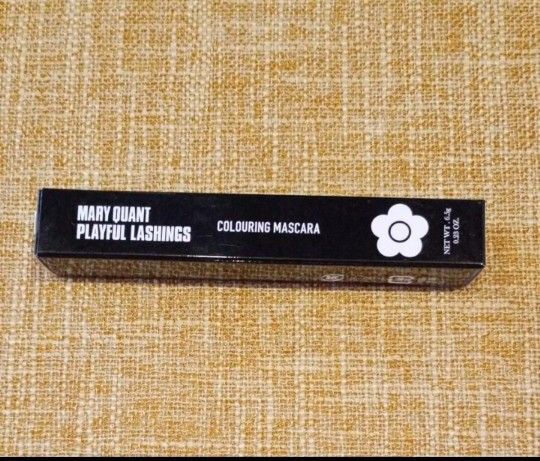 MARY QUANT
PLAYFUL LASHINGS
COLOURING MASCARA
NET WT. 6.5g
0.23 OZ.